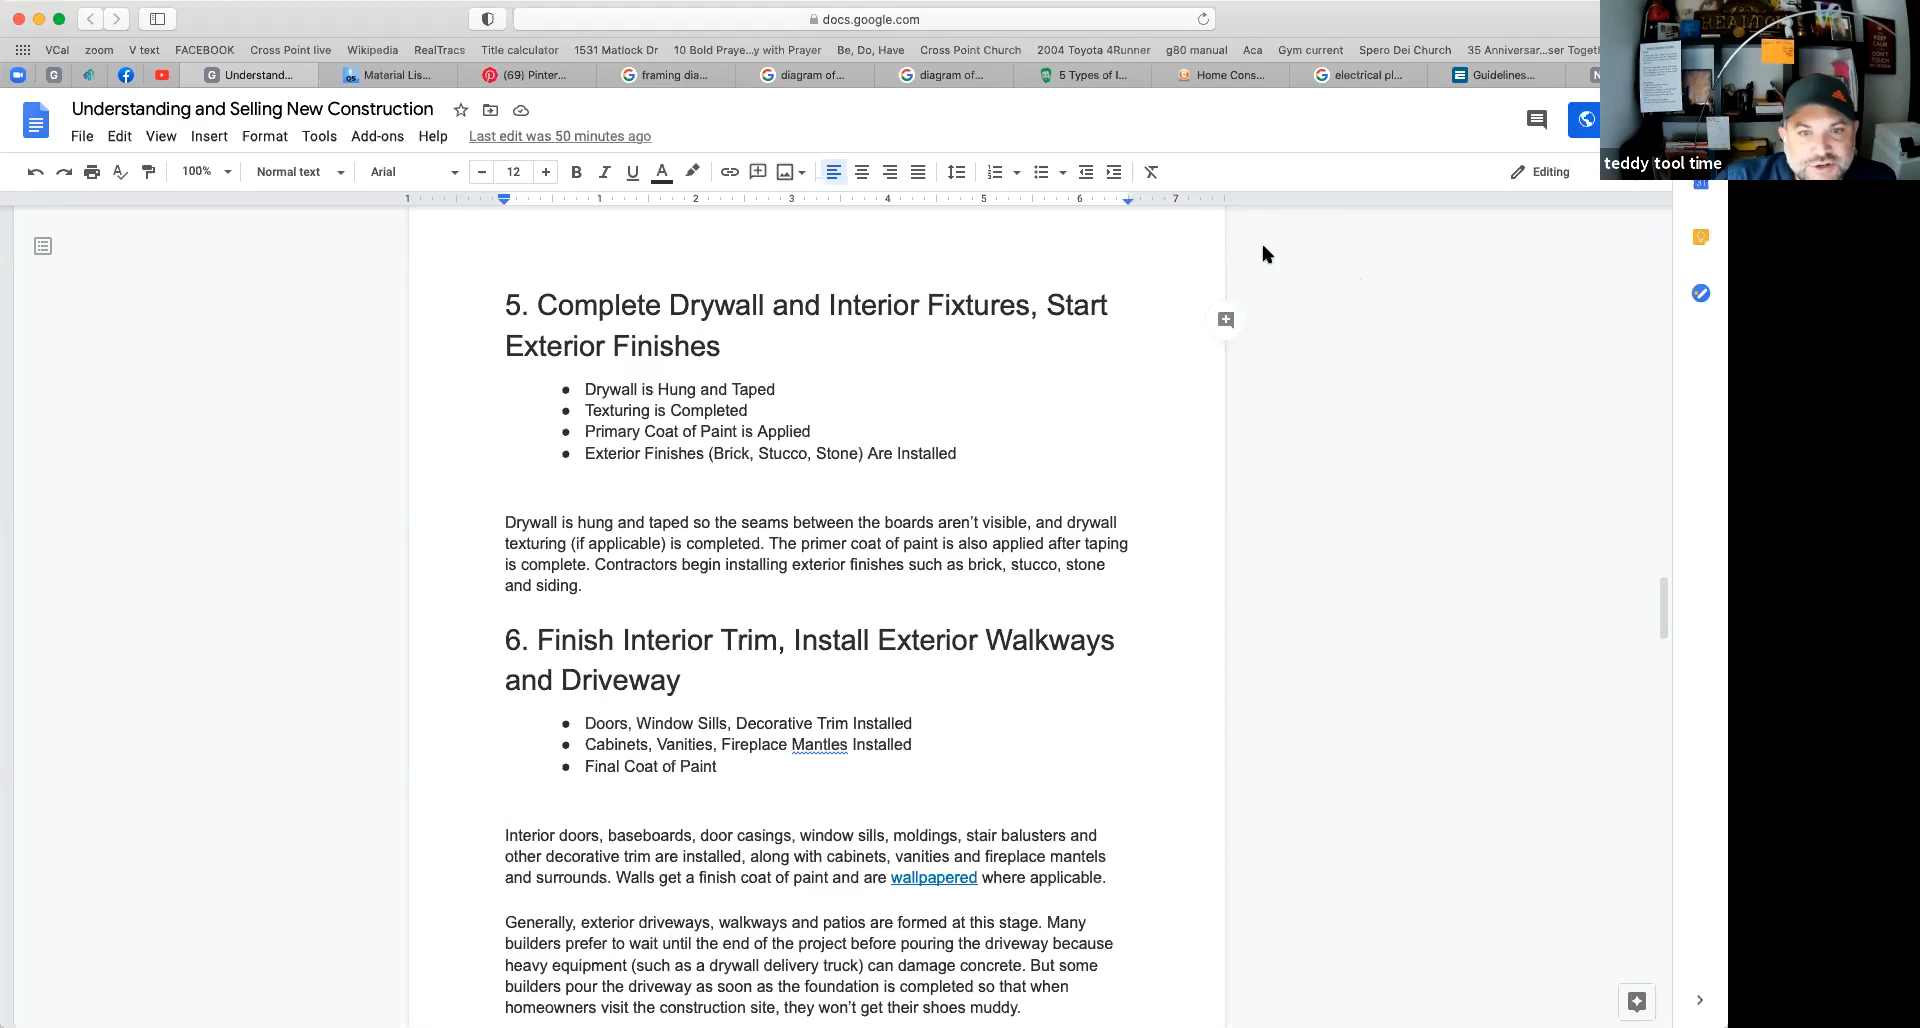 docs.google.com
VCal zoom V text FACEBOOK Cross Point live Wikipedia RealTracs Title calculator 1531 Matlock Dr 10 Bold Praye...y with Prayer Be, Do, Have Cross Point Church 2004 Toyota 4Runner g80 manual Aca Gym current Spero Dei Church 35 Anniversar...ser Togeth
Understand... Material Lis... (69) Pinter... framing dia... diagram of... diagram of... 5 Types of I... Home Cons... electrical pl... Guidelines... N
Understanding and Selling New Construction
File Edit View Insert Format Tools Add-ons Help Last edit was 50 minutes ago
100% Normal text Arial 12 Editing
1 1 2 3 4 5 6 7
REALTOR
KEEP CALM
teddy tool time
31
5. Complete Drywall and Interior Fixtures, Start
Exterior Finishes
● Drywall is Hung and Taped
● Texturing is Completed
● Primary Coat of Paint is Applied
● Exterior Finishes (Brick, Stucco, Stone) Are Installed
Drywall is hung and taped so the seams between the boards aren’t visible, and drywall
texturing (if applicable) is completed. The primer coat of paint is also applied after taping
is complete. Contractors begin installing exterior finishes such as brick, stucco, stone
and siding.
6. Finish Interior Trim, Install Exterior Walkways
and Driveway
● Doors, Window Sills, Decorative Trim Installed
● Cabinets, Vanities, Fireplace Mantles Installed
● Final Coat of Paint
Interior doors, baseboards, door casings, window sills, moldings, stair balusters and
other decorative trim are installed, along with cabinets, vanities and fireplace mantels
and surrounds. Walls get a finish coat of paint and are wallpapered where applicable.
Generally, exterior driveways, walkways and patios are formed at this stage. Many
builders prefer to wait until the end of the project before pouring the driveway because
heavy equipment (such as a drywall delivery truck) can damage concrete. But some
builders pour the driveway as soon as the foundation is completed so that when
homeowners visit the construction site, they won’t get their shoes muddy.